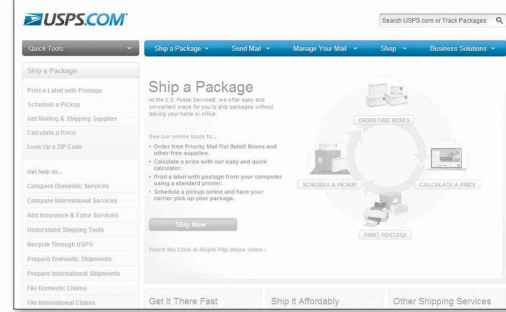 USPS.COM
Search USPS.com or Track Packages
Quick Tools
Ship a Package
Send Mail
Manage Your Mail
Shop
Business Solutions
Ship a Package
Print a Label with Postage
Schedule a Pickup
Get Mailing & Shipping Supplies
Calculate a Price
Look Up a ZIP Code
Get help to...
Compare Domestic Services
Compare International Services
Add Insurance & Extra Services
Understand Shipping Tools
Recycle Through USPS
Prepare Domestic Shipments
Prepare International Shipments
File Domestic Claims
File International Claims
Ship a Package
At the U.S. Postal Service®, we offer easy and
convenient ways for you to ship packages without
leaving your home or office.
Use our online tools to...
• Order free Priority Mail Flat Rate® Boxes and
other free supplies.
• Calculate a price with our easy and quick
calculator.
• Print a label with postage from your computer
using a standard printer.
• Schedule a pickup online and have your
carrier pick up your package.
Ship Now
Watch the Click-N-Ship® Flip-Steps video ›
ORDER FREE BOXES
CALCULATE A PRICE
PRINT POSTAGE
SCHEDULE A PICKUP
Get It There Fast
Ship It Affordably
Other Shipping Services